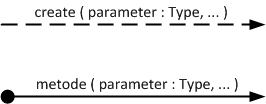 create ( parameter : Type, ... )
metode ( parameter : Type, ... )